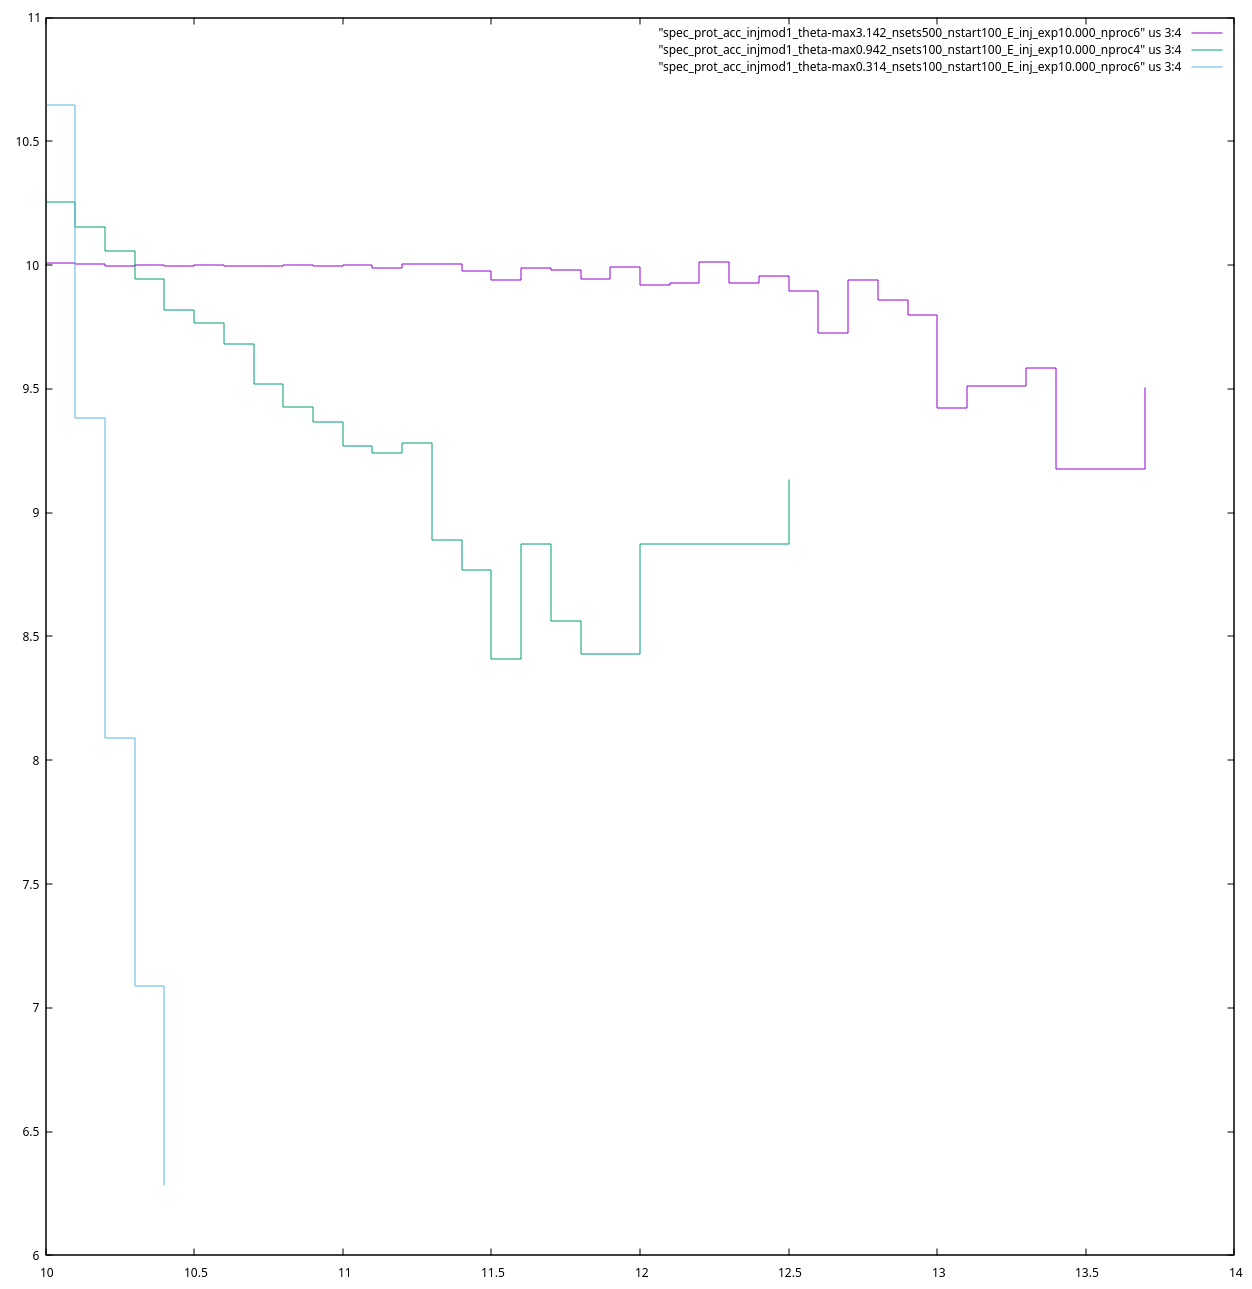 11
"spec_prot_acc_injmod1_theta-max3.142_nsets500_nstart100_E_inj_exp10.000_nproc6" us 3:4
"spec_prot_acc_injmod1_theta-max0.942_nsets100_nstart100_E_inj_exp10.000_nproc4" us 3:4
"spec_prot_acc_injmod1_theta-max0.314_nsets100_nstart100_E_inj_exp10.000_nproc6" us 3:4
10.5
10
9.5
9
8.5
8
7.5
7
6.5
6
10 10.5 11 11.5 12 12.5 13 13.5 14